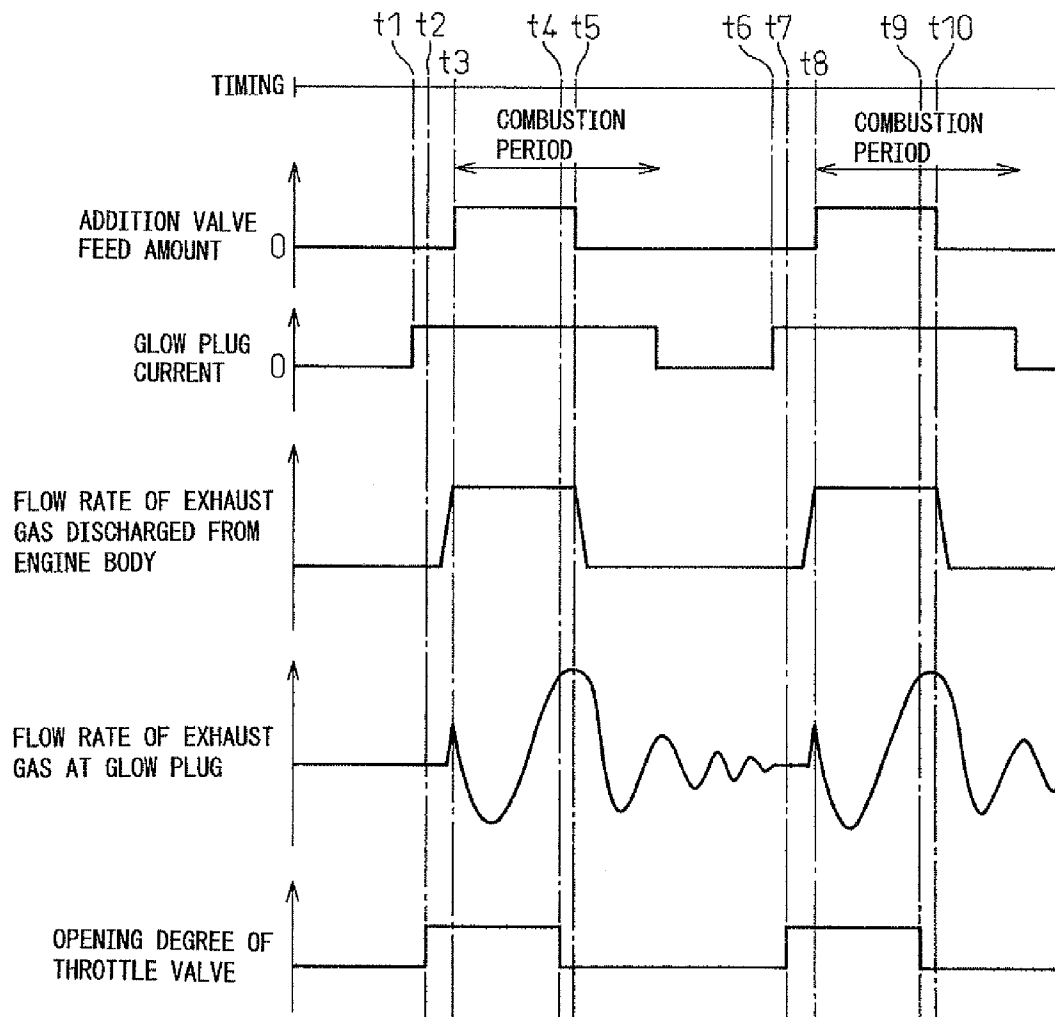 t1 t2 t3 t4 t5 t6 t7 t8 t9 t10
TIMING
COMBUSTION
PERIOD
COMBUSTION
PERIOD
ADDITION VALVE
FEED AMOUNT
0
GLOW PLUG
CURRENT
0
FLOW RATE OF EXHAUST
GAS DISCHARGED FROM
ENGINE BODY
FLOW RATE OF EXHAUST
GAS AT GLOW PLUG
OPENING DEGREE OF
THROTTLE VALVE